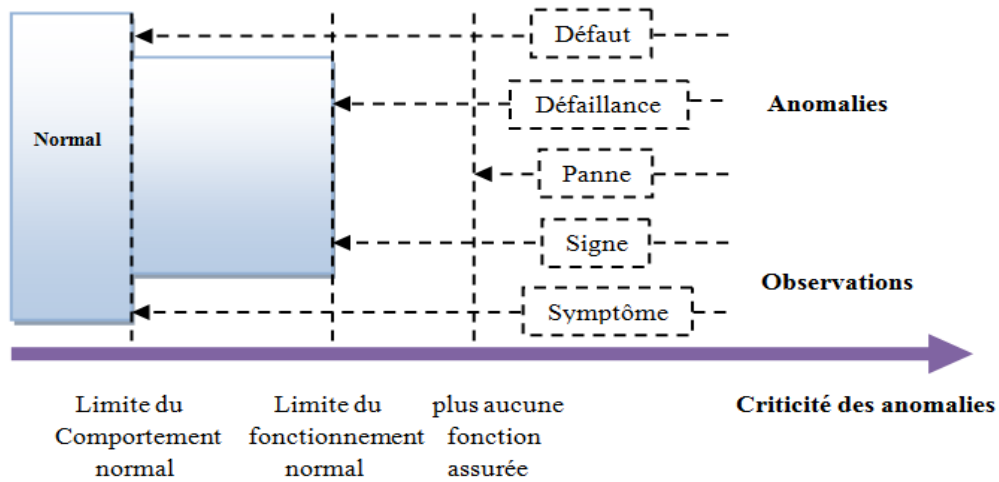 Défaut
Défaillance
Anomalies
Normal
Panne
Signe
Observations
Symptôme
Limite du
Comportement
normal
Limite du
fonctionnement
normal
plus aucune
fonction
assurée
Criticité des anomalies